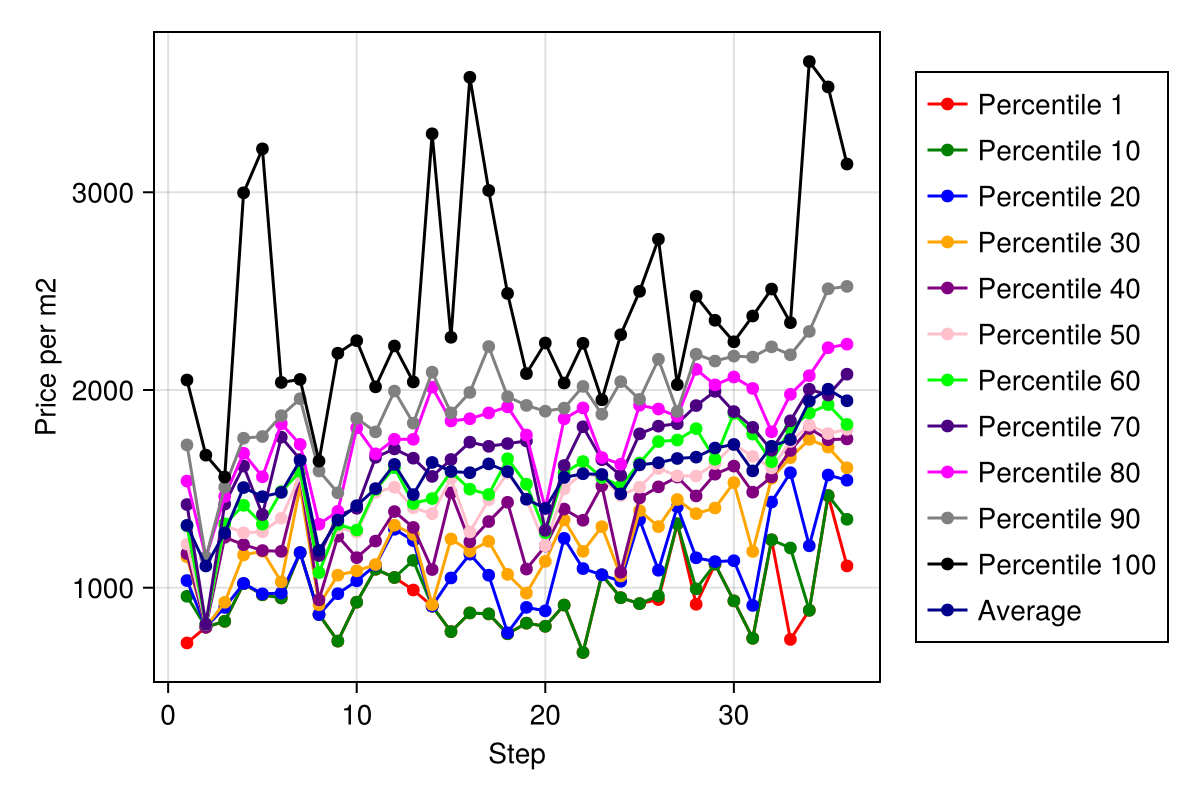 Price per m2
3000
2000
1000
0
10
20
30
Step
Percentile 1
Percentile 10
Percentile 20
Percentile 30
Percentile 40
Percentile 50
Percentile 60
Percentile 70
Percentile 80
Percentile 90
Percentile 100
Average